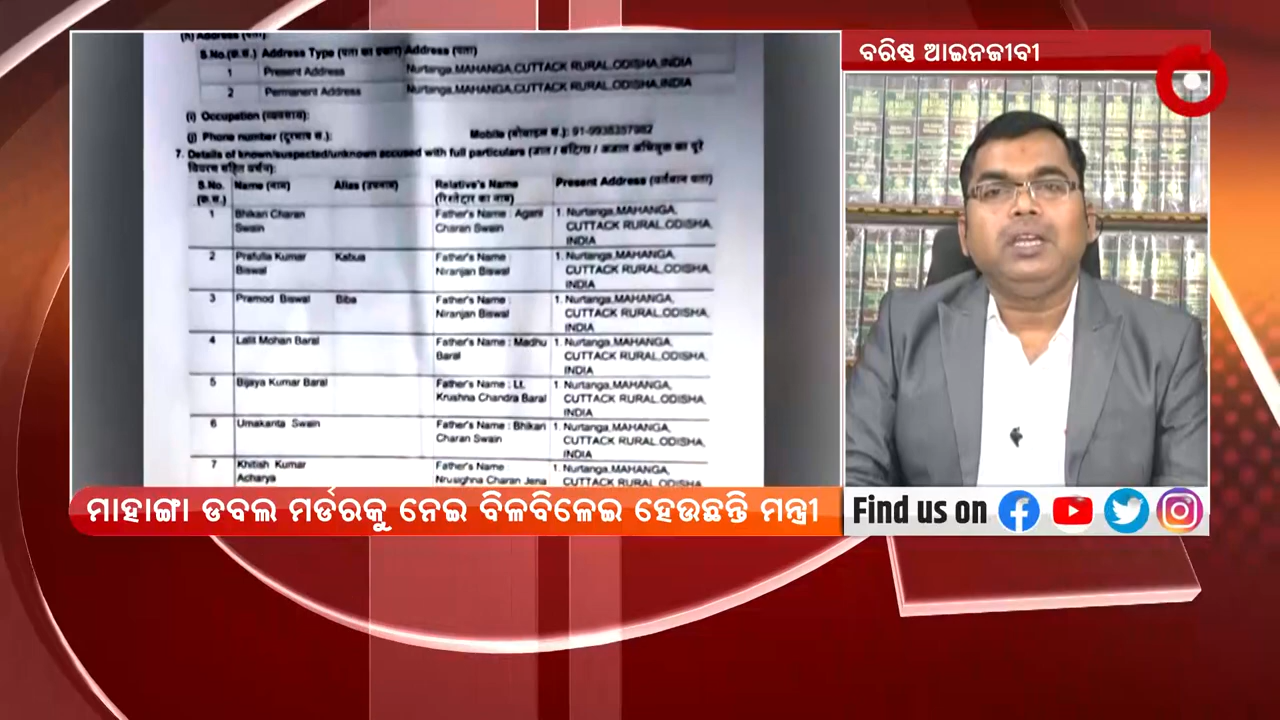 (h) Address (पता):
S.No.(क्र.सं.) Address Type (पता का प्रकार) Address (पता)
1 Present Address Nurtanga,MAHANGA,CUTTACK RURAL,ODISHA,INDIA
2 Permanent Address Nurtanga,MAHANGA,CUTTACK RURAL,ODISHA,INDIA
(i) Occupation (व्यवसाय):
(j) Phone number (दूरभाष सं.): Mobile (मोबाइल सं.): 91-9938357982
7. Details of known/suspected/unknown accused with full particulars (ज्ञात / संदिग्ध / अज्ञात अभियुक्त का पूरे
विवरण सहित वर्णन):
S.No. Name (नाम) Alias (उपनाम) Relative's Name Present Address (वर्तमान पता)
(क्र.सं.) (रिश्तेदार का नाम)
1 Bhikari Charan Father's Name : Agani 1. Nurtanga,MAHANGA,
Swain Charan Swain CUTTACK RURAL,ODISHA,
INDIA
2 Prafulla Kumar Kabua Father's Name : 1. Nurtanga,MAHANGA,
Biswal Niranjan Biswal CUTTACK RURAL,ODISHA,
INDIA
3 Pramod Biswal Biba Father's Name : 1. Nurtanga,MAHANGA,
Niranjan Biswal CUTTACK RURAL,ODISHA,
INDIA
4 Lalit Mohan Baral Father's Name : Madhu 1. Nurtanga,MAHANGA,
Baral CUTTACK RURAL,ODISHA,
INDIA
5 Bijaya Kumar Baral Father's Name : Lt. 1. Nurtanga,MAHANGA,
Krushna Chandra Baral CUTTACK RURAL,ODISHA,
INDIA
6 Umakanta Swain Father's Name : Bhikari 1. Nurtanga,MAHANGA,
Charan Swain CUTTACK RURAL,ODISHA,
INDIA
7 Khitish Kumar Father's Name 1. Nurtanga,MAHANGA,
Acharya Nrusighna Charan Jena CUTTACK RURAL,ODISHA,
ବରିଷ୍ଠ ଆଇନଜୀବୀ
ମାହାଙ୍ଗା ଡବଲ ମର୍ଡରକୁ ନେଇ ବିଳବିଳେଇ ହେଉଛନ୍ତି ମନ୍ତ୍ରୀ
Find us on